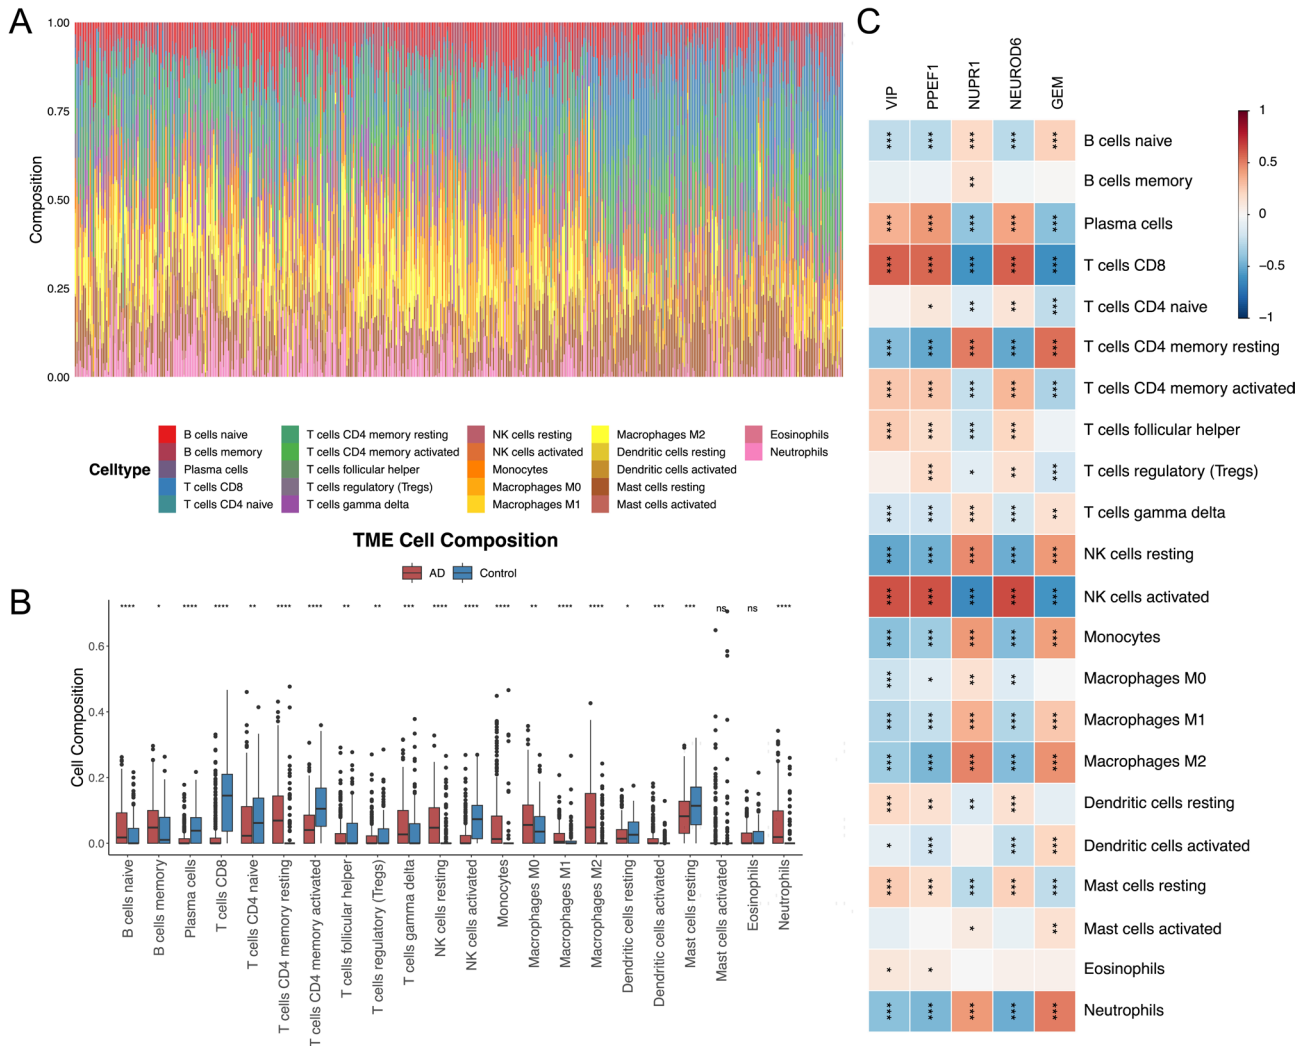 A
1.00
0.75
0.50
0.25
0.00
Composition
Celltype
B cells naive
B cells memory
Plasma cells
T cells CD8
T cells CD4 naive
T cells CD4 memory resting
T cells CD4 memory activated
T cells follicular helper
T cells regulatory (Tregs)
T cells gamma delta
NK cells resting
NK cells activated
Monocytes
Macrophages M0
Macrophages M1
Macrophages M2
Dendritic cells resting
Dendritic cells activated
Mast cells resting
Mast cells activated
Eosinophils
Neutrophils
B
TME Cell Composition
AD Control
**** * **** **** ** **** **** ** ** *** **** **** **** ** **** **** * *** *** ns ns ****
0.6
0.4
0.2
0.0
Cell Composition
B cells naive
B cells memory
Plasma cells
T cells CD8
T cells CD4 naive
T cells CD4 memory resting
T cells CD4 memory activated
T cells follicular helper
T cells regulatory (Tregs)
T cells gamma delta
NK cells resting
NK cells activated
Monocytes
Macrophages M0
Macrophages M1
Macrophages M2
Dendritic cells resting
Dendritic cells activated
Mast cells resting
Mast cells activated
Eosinophils
Neutrophils
C
VIP
PPEF1
NUPR1
NEUROD6
GEM
*** *** *** *** *** B cells naive
** B cells memory
*** *** *** *** *** Plasma cells
*** *** *** *** *** T cells CD8
* ** ** *** T cells CD4 naive
*** *** *** *** *** T cells CD4 memory resting
*** *** *** *** *** T cells CD4 memory activated
*** *** *** *** T cells follicular helper
*** * ** *** T cells regulatory (Tregs)
*** *** *** *** ** T cells gamma delta
*** *** *** *** *** NK cells resting
*** *** *** *** *** NK cells activated
*** *** *** *** *** Monocytes
*** * ** ** Macrophages M0
*** *** *** *** *** Macrophages M1
*** *** *** *** *** Macrophages M2
*** ** ** *** Dendritic cells resting
* *** *** *** Dendritic cells activated
*** *** *** *** *** Mast cells resting
* ** Mast cells activated
* * Eosinophils
*** *** *** *** *** Neutrophils
1
0.5
0
−0.5
−1